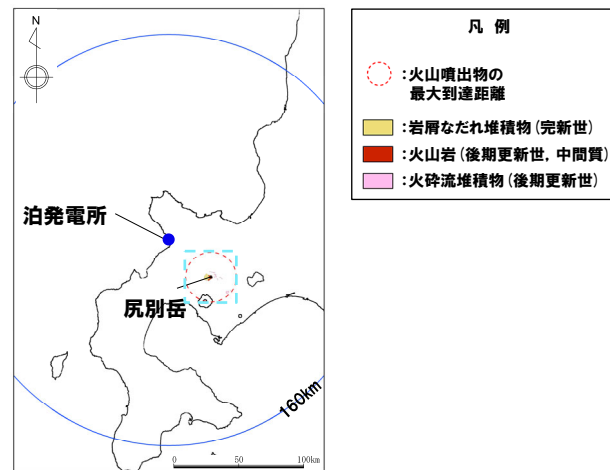 N
泊発電所
尻別岳
160km
0 50 100km
凡 例
:火山噴出物の
最大到達距離
:岩屑なだれ堆積物(完新世)
:火山岩(後期更新世, 中間質)
:火砕流堆積物(後期更新世)